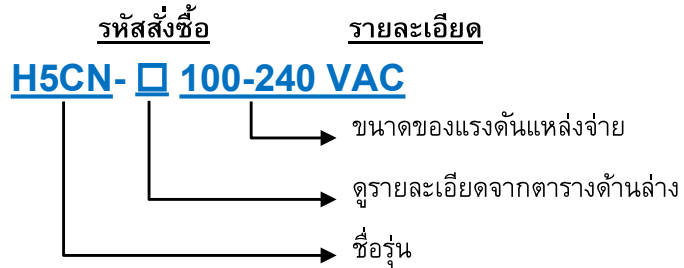 รหัสสั่งซื้อ รายละเอียด
H5CN- □ 100-240 VAC
ขนาดของแรงดันแหล่งจ่าย
ดูรายละเอียดจากตารางด้านล่าง
ชื่อรุ่น